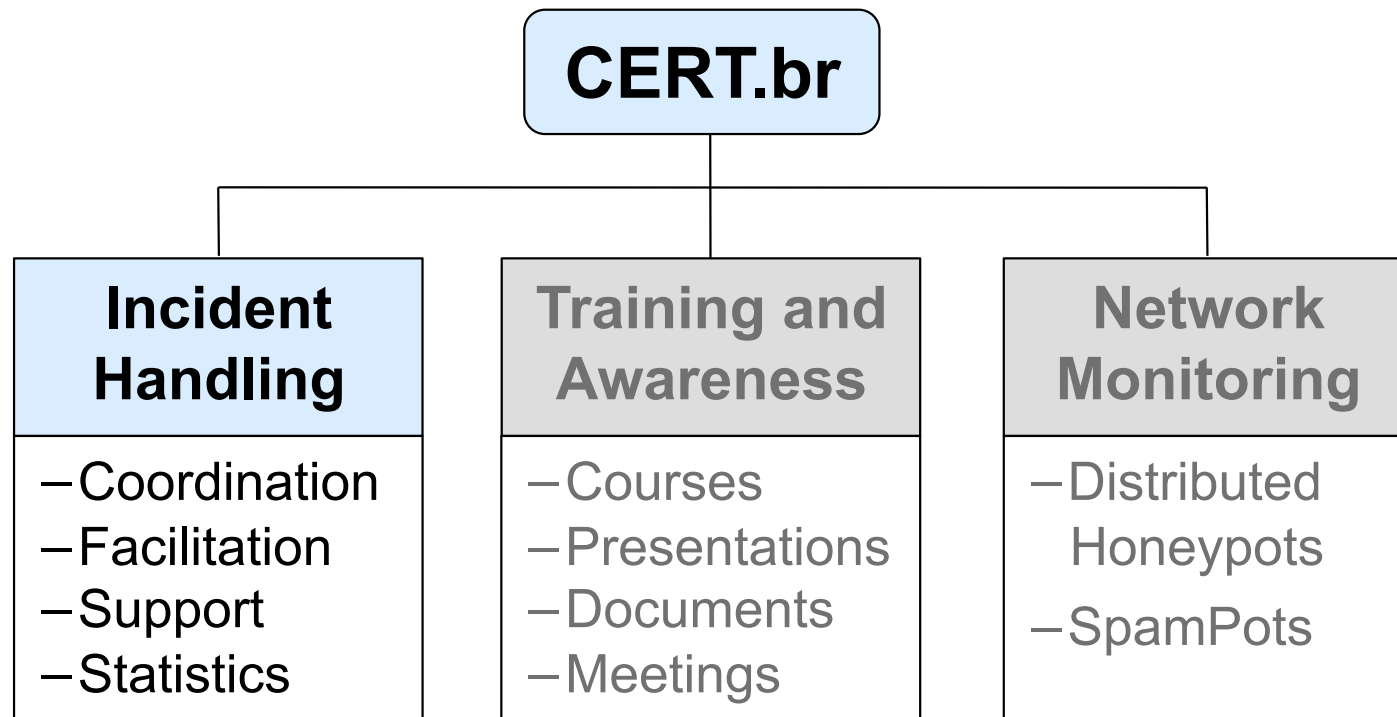 CERT.br
Incident
Handling
–Coordination
–Facilitation
–Support
–Statistics
Training and
Awareness
–Courses
–Presentations
–Documents
–Meetings
Network
Monitoring
–Distributed
Honeypots
–SpamPots